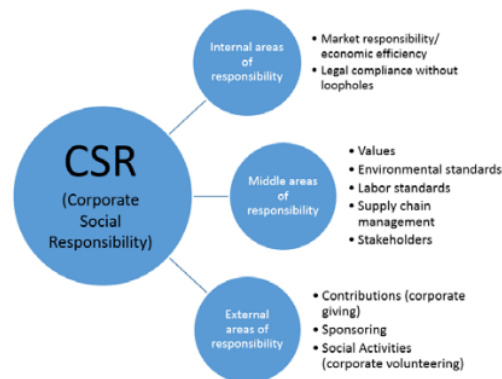 Internal areas
of
responsibility
• Market responsibility/
economic efficiency
• Legal compliance without
loopholes
CSR
(Corporate
Social
Responsibility)
Middle areas of
responsibility
• Values
• Environmental standards
• Labor standards
• Supply chain
management
• Stakeholders
External
areas of
responsibility
• Contributions (corporate
giving)
• Sponsoring
• Social Activities
(corporate volunteering)